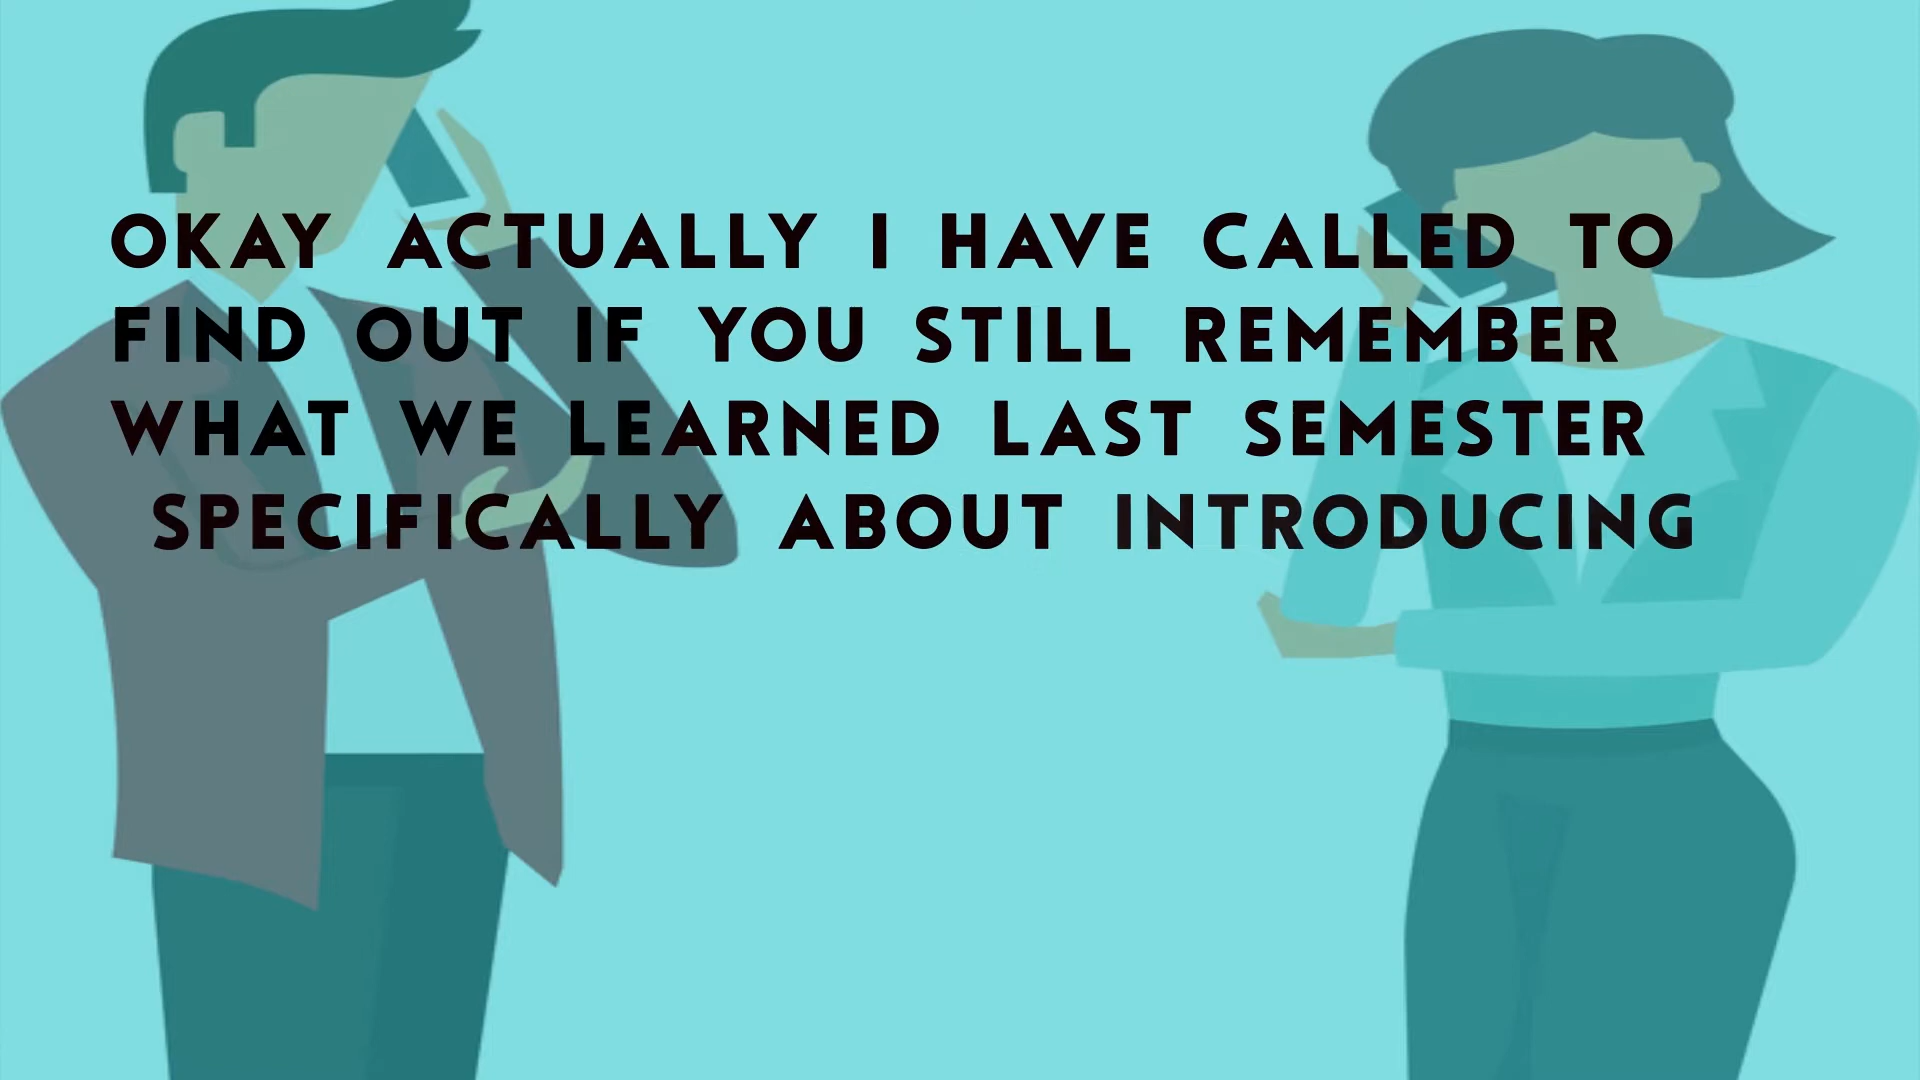 OKAY ACTUALLY I HAVE CALLED TO
FIND OUT IF YOU STILL REMEMBER
WHAT WE LEARNED LAST SEMESTER
SPECIFICALLY ABOUT INTRODUCING